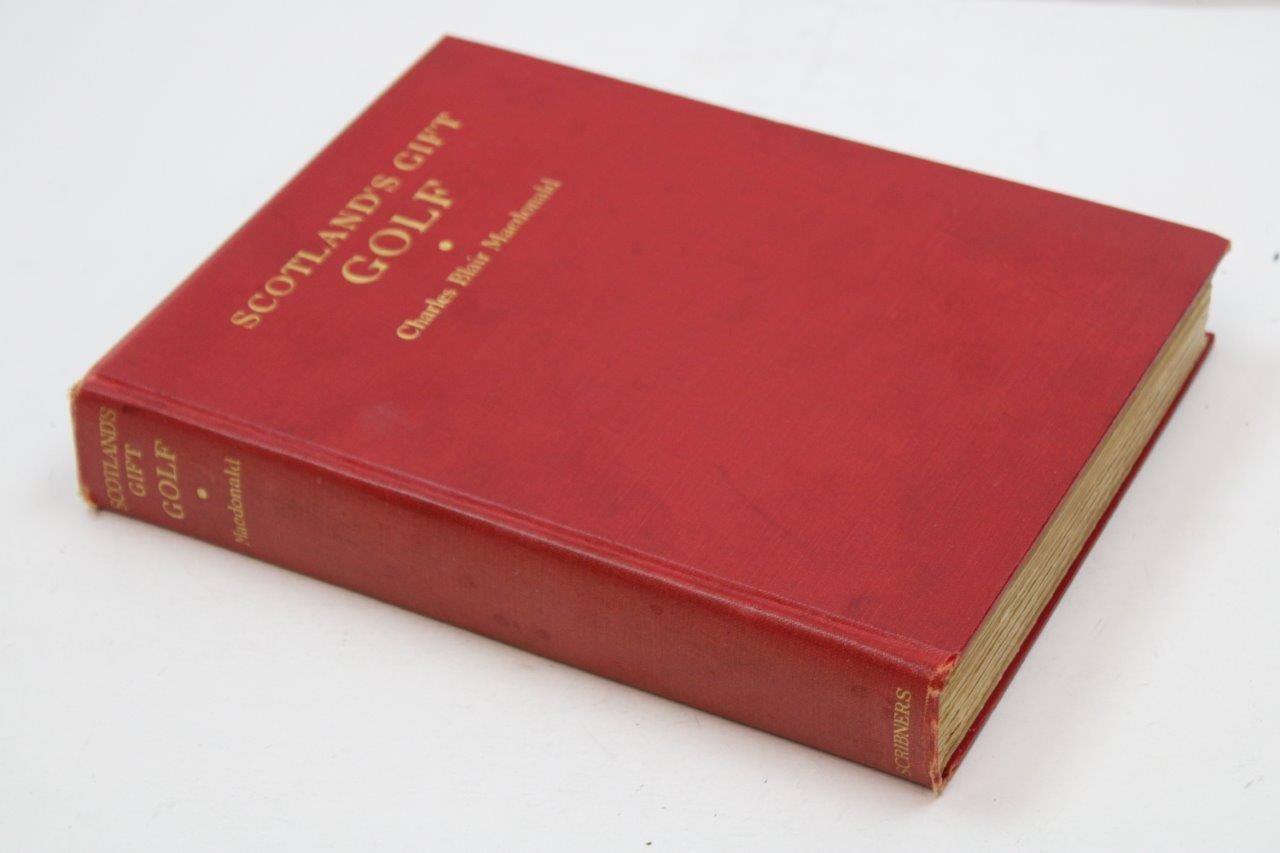 SCOTLAND'S GIFT
GOLF
•
Charles Blair Macdonald
SCOTLAND'S
GIFT
GOLF
•
Macdonald
SCRIBNERS